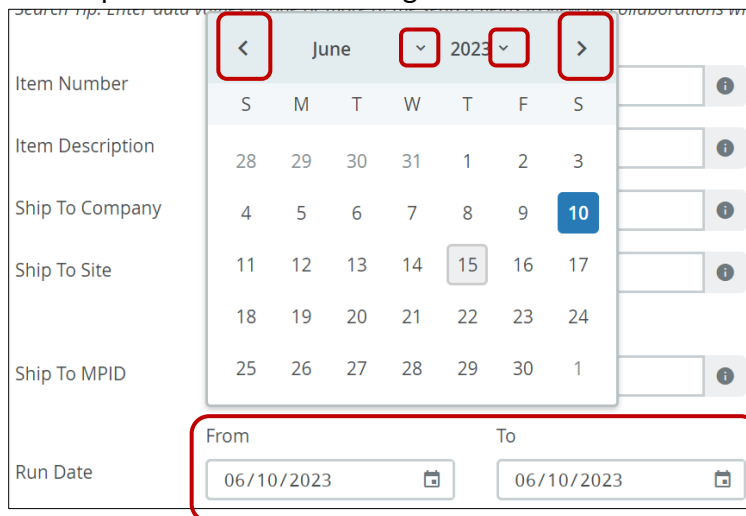 June 2023
Item Number
S M T W T F S
Item Description
28 29 30 31 1 2 3
Ship To Company
4 5 6 7 8 9 10
Ship To Site
11 12 13 14 15 16 17
18 19 20 21 22 23 24
Ship To MPID
25 26 27 28 29 30 1
From To
Run Date
06/10/2023 06/10/2023